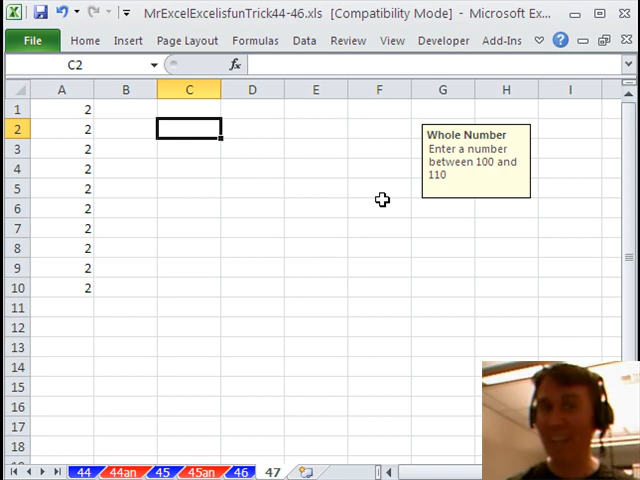 MrExcelExcelisfunTrick44-46.xls [Compatibility Mode] - Microsoft Ex...
File Home Insert Page Layout Formulas Data Review View Developer Add-Ins
C2 fx
A B C D E F G H I
1 2
2 2
3 2
4 2
5 2
6 2
7 2
8 2
9 2
10 2
11
12
13
14
15
16
17
18
Whole Number
Enter a number
between 100 and
110
44 44an 45 45an 46 47